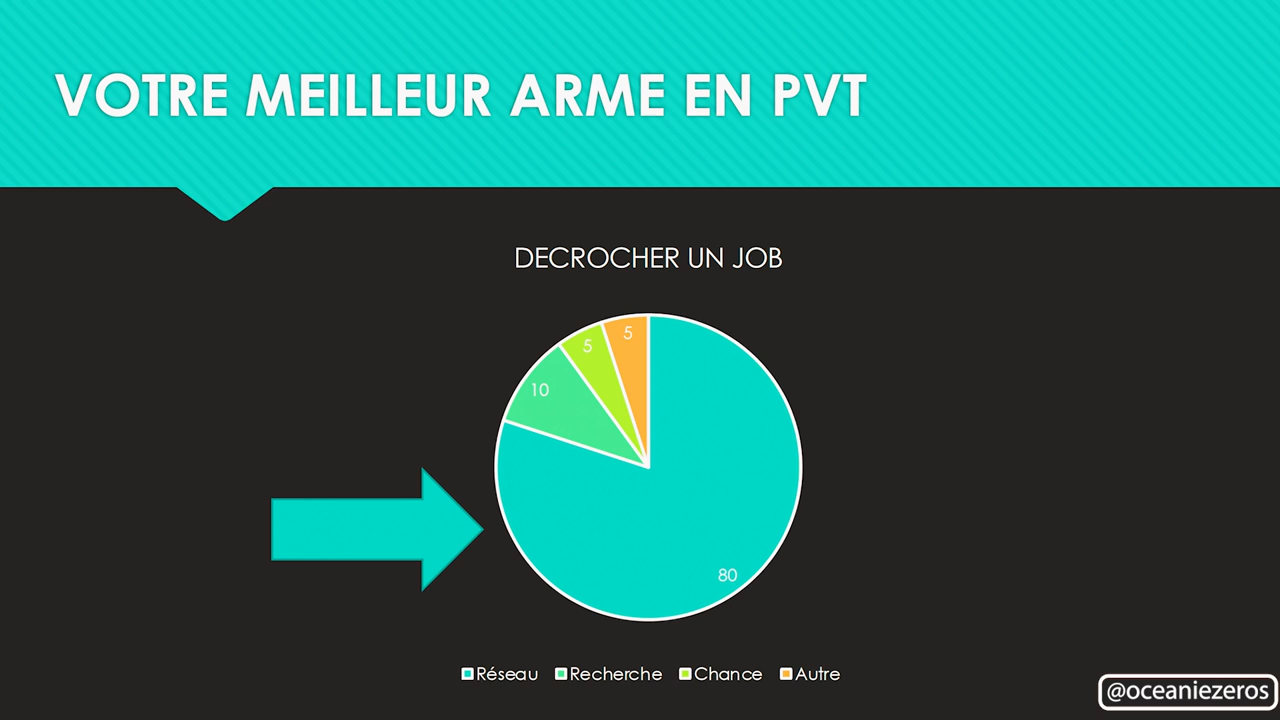 VOTRE MEILLEUR ARME EN PVT
DECROCHER UN JOB
5
5
10
80
Réseau Recherche Chance Autre
@oceaniezeros